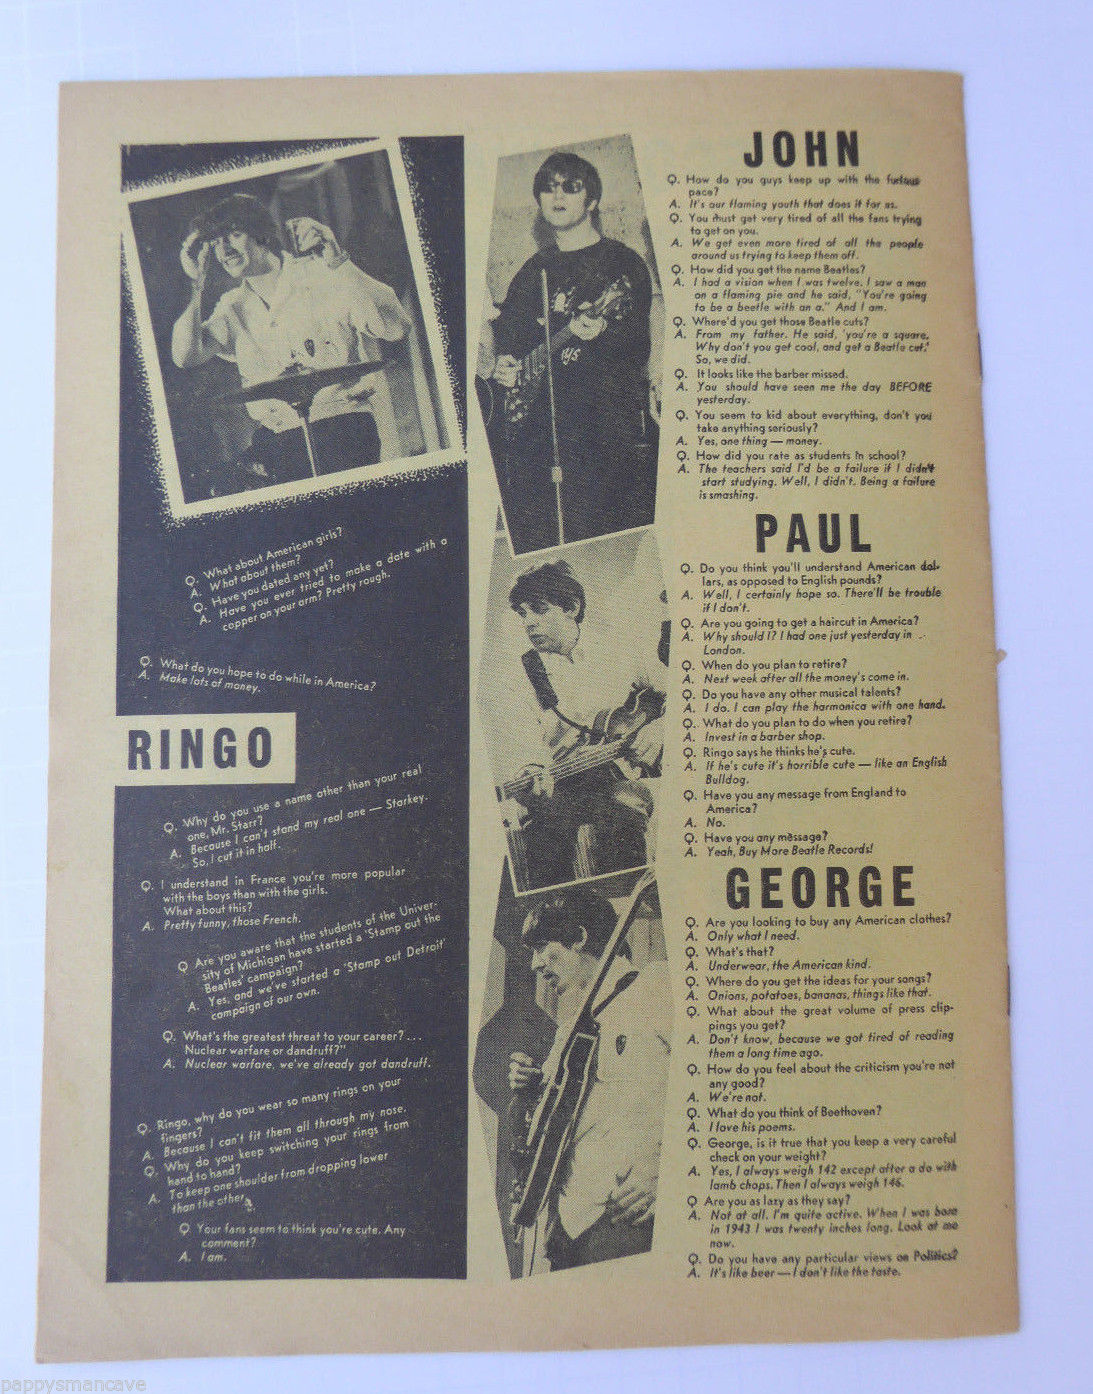 Q. What about American girls?
A. What about them?
Q. Have you dated any yet?
A. Have you ever tried to make a date with a
copper on your arm? Pretty rough.
Q. What do you hope to do while in America?
A. Make lots of money.
RINGO
Q. Why do you use a name other than your real
one, Mr. Starr?
A. Because I can't stand my real one — Starkey.
So, I cut it in half.
Q. I understand in France you're more popular
with the boys than with the girls.
What about this?
A. Pretty funny, those French.
Q Are you aware that the students of the Univer-
sity of Michigan have started a 'Stamp out the
Beatles' campaign?
A. Yes, and we've started a 'Stamp out Detroit'
campaign of our own.
Q. What's the greatest threat to your career? ...
Nuclear warfare or dandruff?"
A. Nuclear warfare, we've already got dandruff.
Q. Ringo, why do you wear so many rings on your
fingers?
A. Because I can't fit them all through my nose.
Q. Why do you keep switching your rings from
hand to hand?
A. To keep one shoulder from dropping lower
than the other.
Q Your fans seem to think you're cute. Any
comment?
A. I am.
JOHN
Q. How do you guys keep up with the furious
pace?
A. It's our flaming youth that does it for us.
Q. You must get very tired of all the fans trying
to get on you.
A. We get even more tired of all the people
around us trying to keep them off.
Q. How did you get the name Beatles?
A. I had a vision when I was twelve. I saw a man
on a flaming pie and he said, "You're going
to be a beetle with an a." And I am.
Q. Where'd you get those Beatle cuts?
A. From my father. He said, 'you're a square,
Why don't you get cool, and get a Beatle cut.'
So, we did.
Q. It looks like the barber missed.
A. You should have seen me the day BEFORE
yesterday.
Q. You seem to kid about everything, don't you
take anything seriously?
A. Yes, one thing — money.
Q. How did you rate as students in school?
A. The teachers said I'd be a failure if I didn't
start studying. Well, I didn't. Being a failure
is smashing.
PAUL
Q. Do you think you'll understand American dol-
lars, as opposed to English pounds?
A. Well, I certainly hope so. There'll be trouble
if I don't.
Q. Are you going to get a haircut in America?
A. Why should I? I had one just yesterday in
London.
Q. When do you plan to retire?
A. Next week after all the money's come in.
Q. Do you have any other musical talents?
A. I do. I can play the harmonica with one hand.
Q. What do you plan to do when you retire?
A. Invest in a barber shop.
Q. Ringo says he thinks he's cute.
A. If he's cute it's horrible cute — like an English
Bulldog.
Q. Have you any message from England to
America?
A. No.
Q. Have you any message?
A. Yeah, Buy More Beatle Records!
GEORGE
Q. Are you looking to buy any American clothes?
A. Only what I need.
Q. What's that?
A. Underwear, the American kind.
Q. Where do you get the ideas for your songs?
A. Onions, potatoes, bananas, things like that.
Q. What about the great volume of press clip-
pings you get?
A. Don't know, because we got tired of reading
them a long time ago.
Q. How do you feel about the criticism you're not
any good?
A. We're not.
Q. What do you think of Beethoven?
A. I love his poems.
Q. George, is it true that you keep a very careful
check on your weight?
A. Yes, I always weigh 142 except after a do with
lamb chops. Then I always weigh 146.
Q Are you as lazy as they say?
A. Not at all. I'm quite active. When I was born
in 1943 I was twenty inches long. Look at me
now.
Q. Do you have any particular views on Politics?
A. It's like beer — I don't like the taste.
pappysmancave